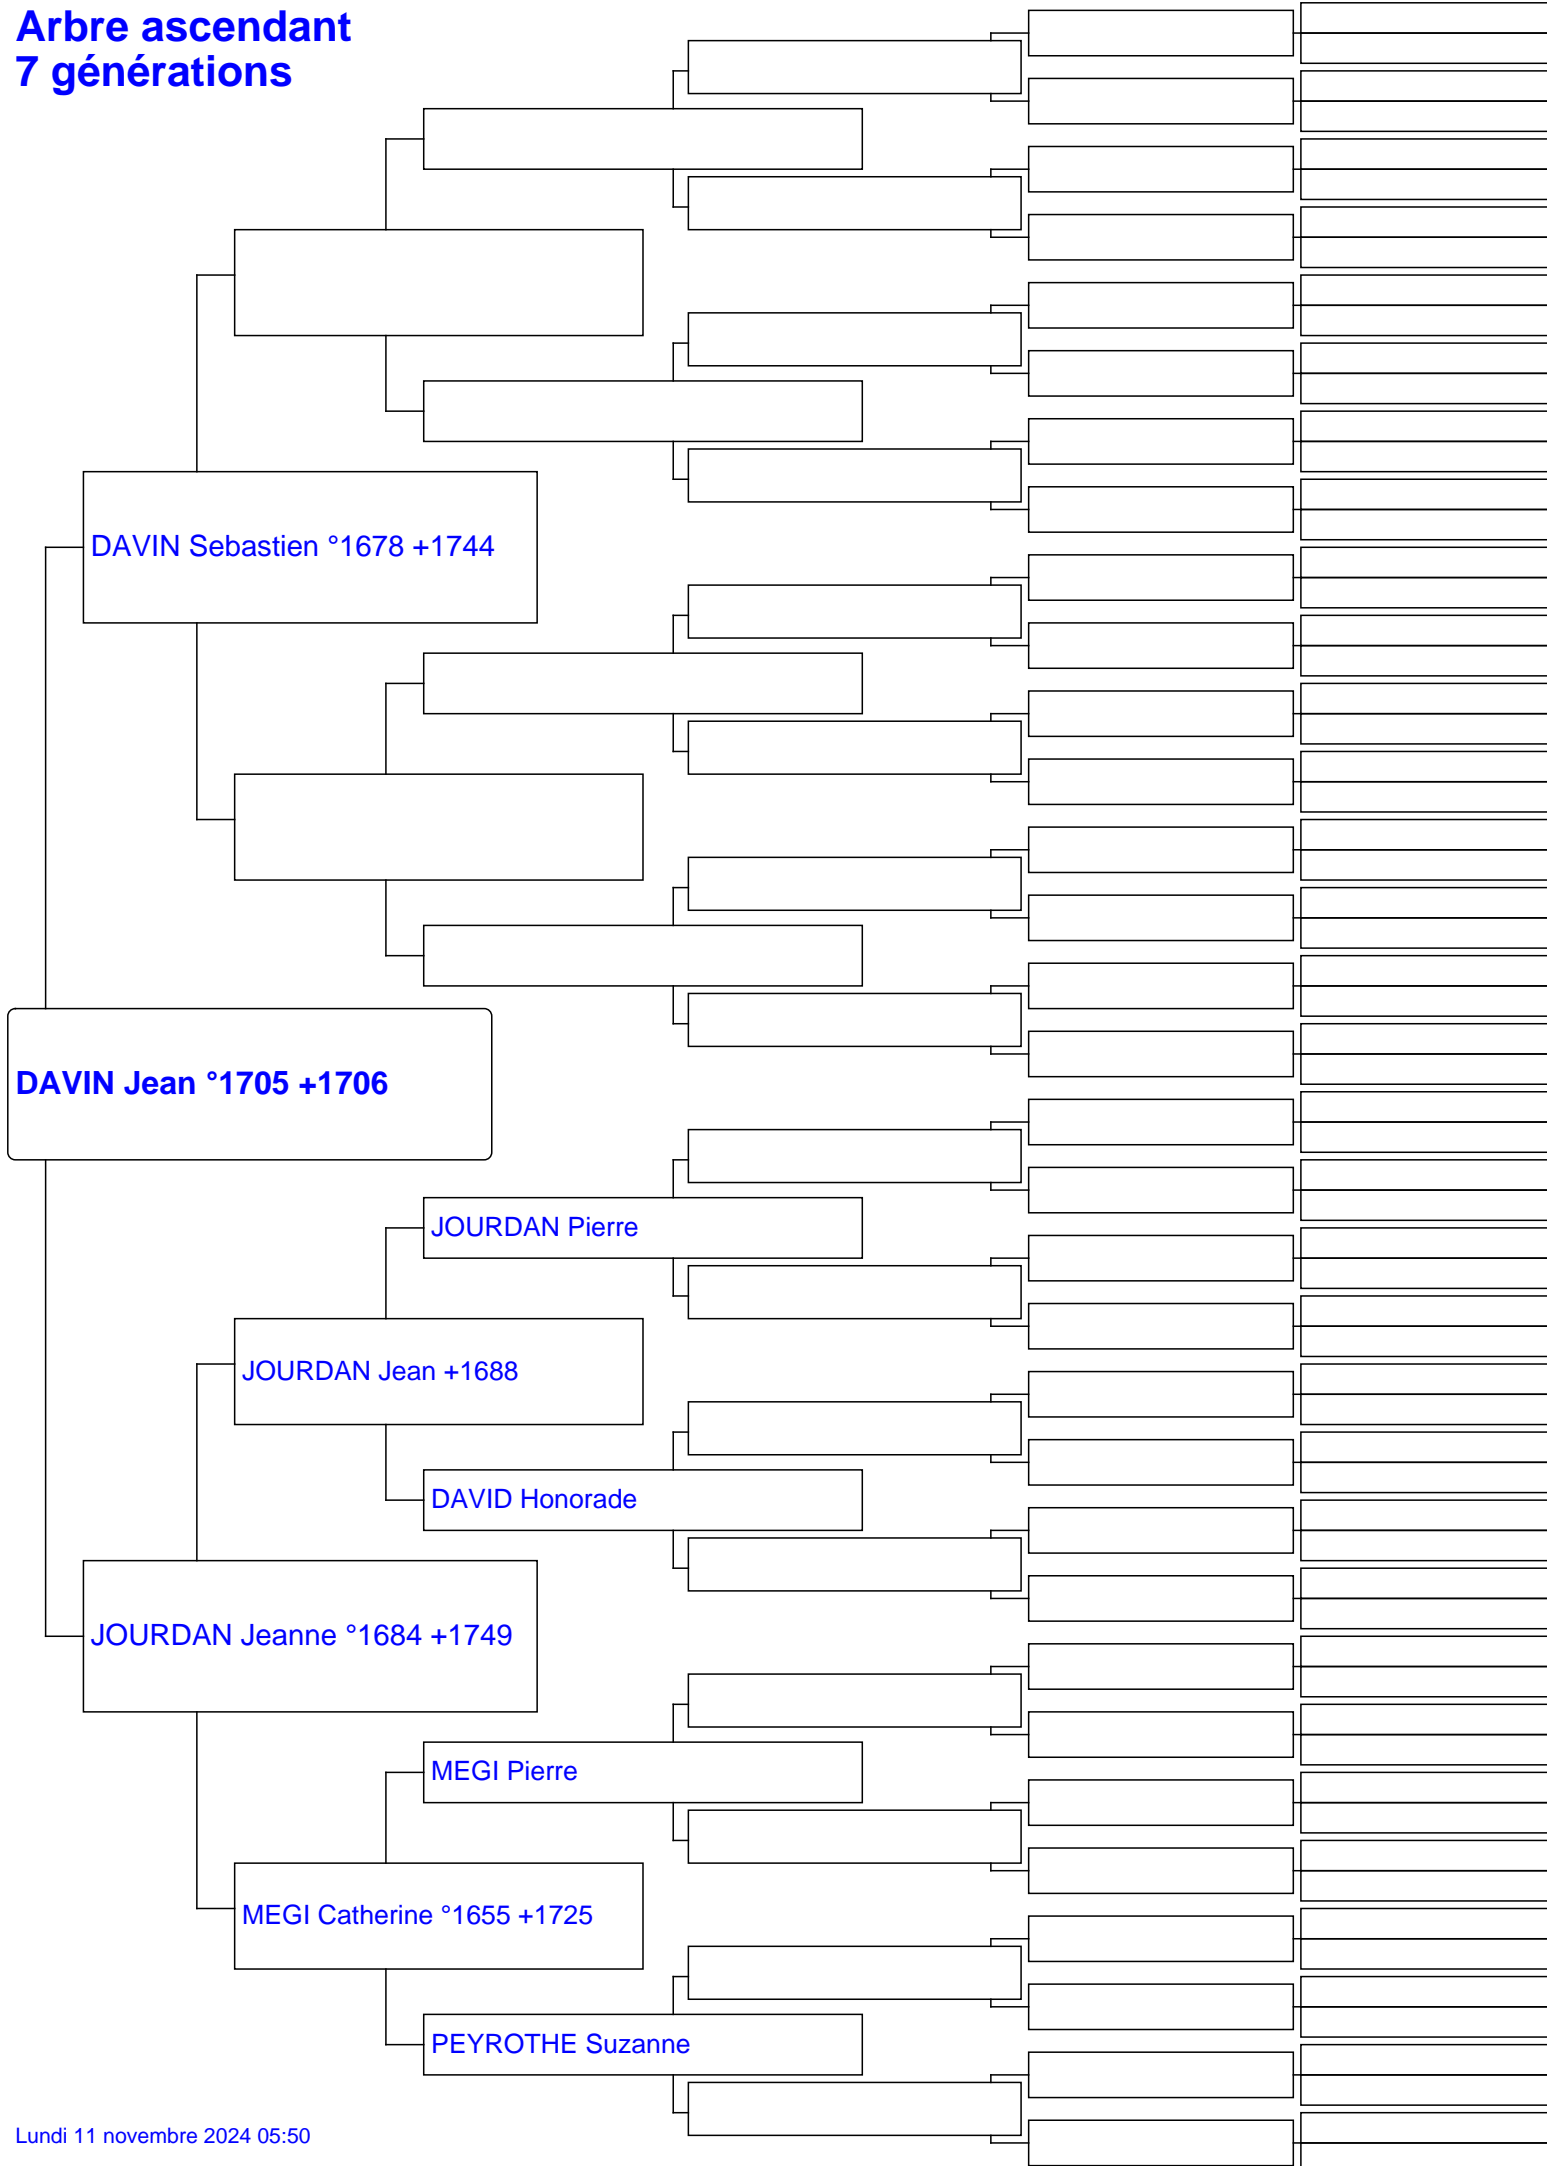 Arbre ascendant
7 générations
DAVIN Sebastien °1678 +1744
DAVIN Jean °1705 +1706
JOURDAN Pierre
JOURDAN Jean +1688
DAVID Honorade
JOURDAN Jeanne °1684 +1749
MEGI Pierre
MEGI Catherine °1655 +1725
PEYROTHE Suzanne
Lundi 11 novembre 2024 05:50